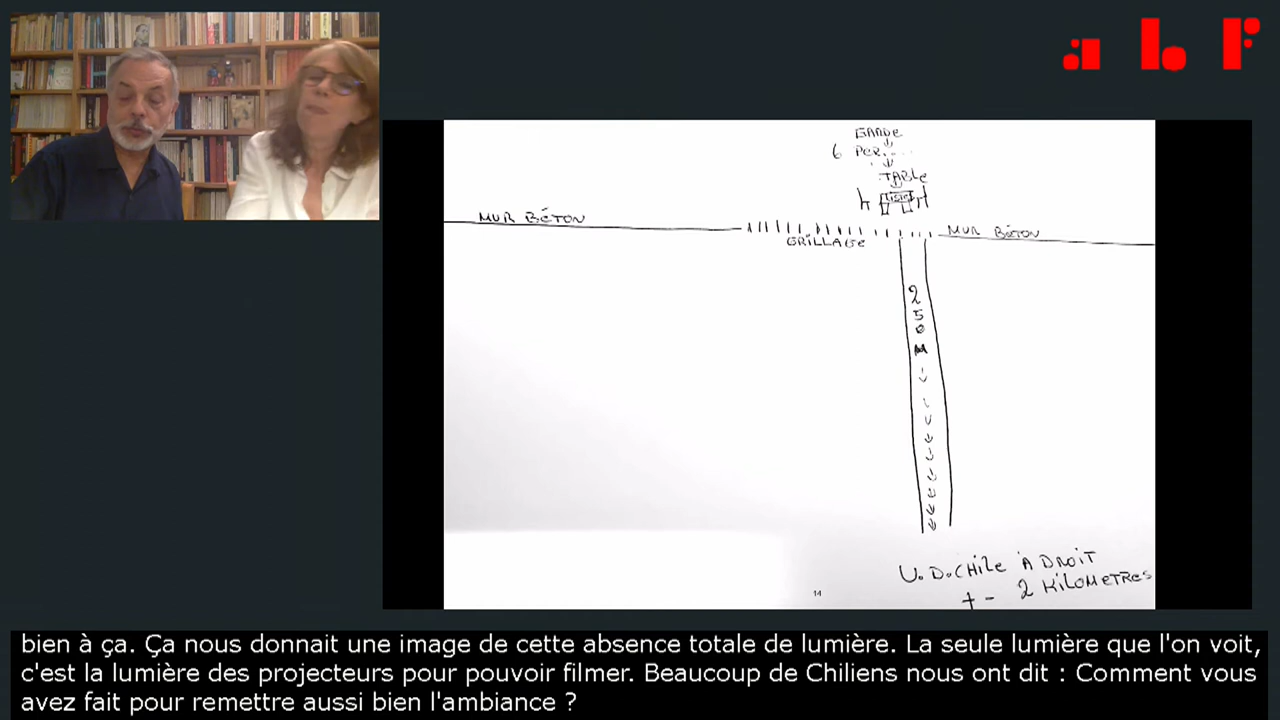 a b F
GARDE
6 PER....
TABLE
MUR BÉTON
GRILLAGE
MUR BÉTON
250 M
U.D.CHILE A DROIT
+ - 2 KILOMETRES
14
bien à ça. Ça nous donnait une image de cette absence totale de lumière. La seule lumière que l'on voit,
c'est la lumière des projecteurs pour pouvoir filmer. Beaucoup de Chiliens nous ont dit : Comment vous
avez fait pour remettre aussi bien l'ambiance ?